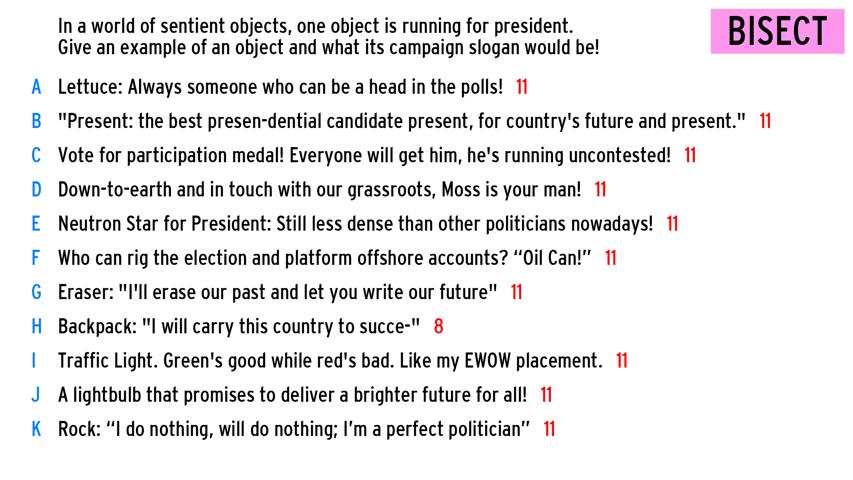 In a world of sentient objects, one object is running for president.
Give an example of an object and what its campaign slogan would be!
BISECT
A Lettuce: Always someone who can be a head in the polls! 11
B "Present: the best presen-dential candidate present, for country's future and present." 11
C Vote for participation medal! Everyone will get him, he's running uncontested! 11
D Down-to-earth and in touch with our grassroots, Moss is your man! 11
E Neutron Star for President: Still less dense than other politicians nowadays! 11
F Who can rig the election and platform offshore accounts? “Oil Can!” 11
G Eraser: "I'll erase our past and let you write our future" 11
H Backpack: "I will carry this country to succe-" 8
I Traffic Light. Green's good while red's bad. Like my EWOW placement. 11
J A lightbulb that promises to deliver a brighter future for all! 11
K Rock: “I do nothing, will do nothing; I’m a perfect politician” 11